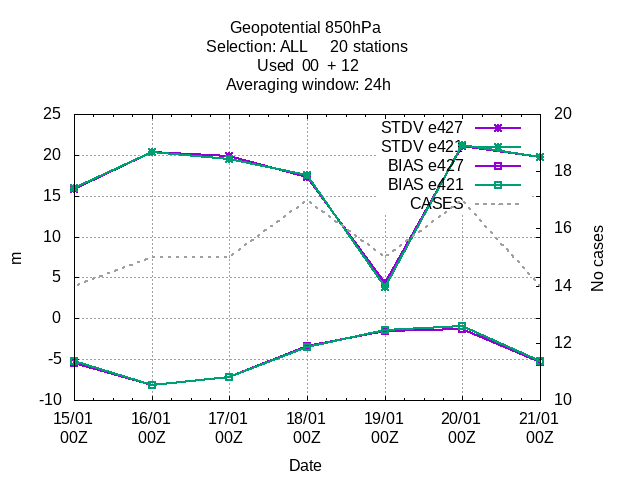 Geopotential 850hPa
Selection: ALL     20 stations
Used  00  + 12
Averaging window: 24h
25
20
15
10
5
0
-5
-10
m
20
18
16
14
12
10
No cases
STDV e427
STDV e421
BIAS e427
BIAS e421
CASES
15/01 16/01 17/01 18/01 19/01 20/01 21/01
00Z 00Z 00Z 00Z 00Z 00Z 00Z
Date